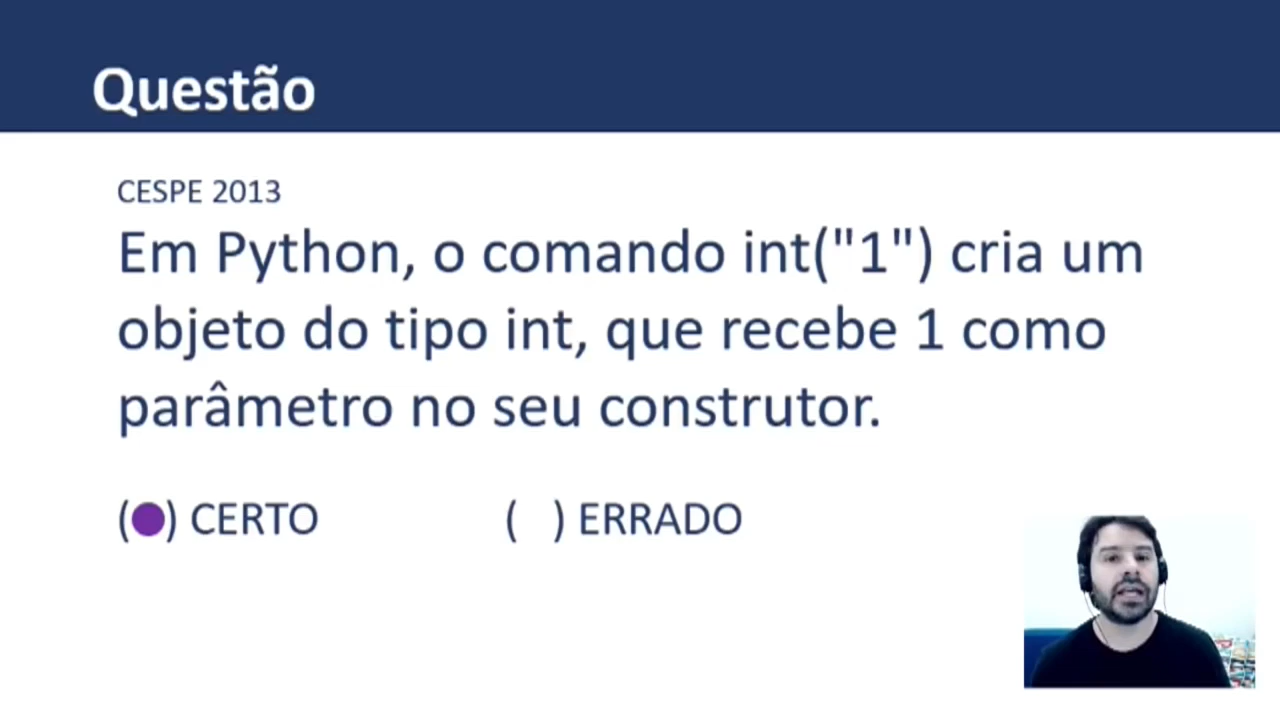 Questão
CESPE 2013
Em Python, o comando int("1") cria um
objeto do tipo int, que recebe 1 como
parâmetro no seu construtor.
(●) CERTO ( ) ERRADO